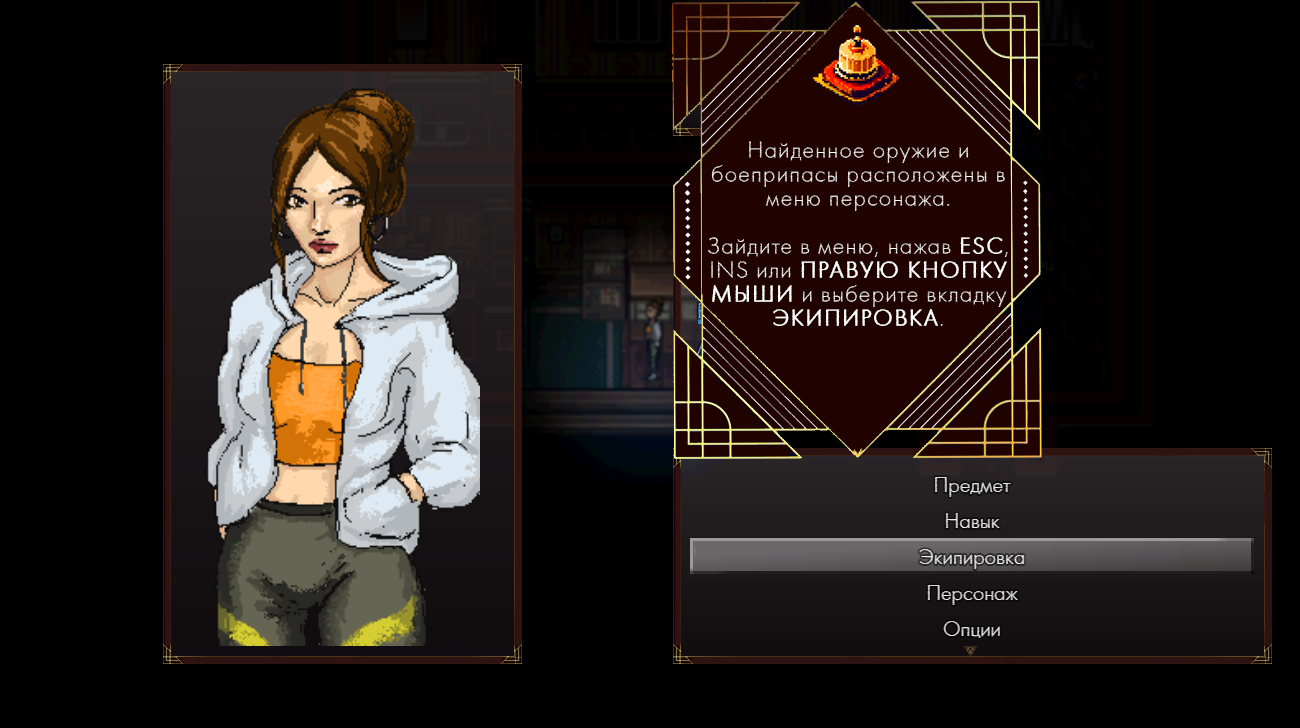 Найденное оружие и
боеприпасы расположены в
меню персонажа.
Зайдите в меню, нажав ESC,
INS или ПРАВУЮ КНОПКУ
МЫШИ и выберите вкладку
ЭКИПИРОВКА.
Предмет
Навык
Экипировка
Персонаж
Опции